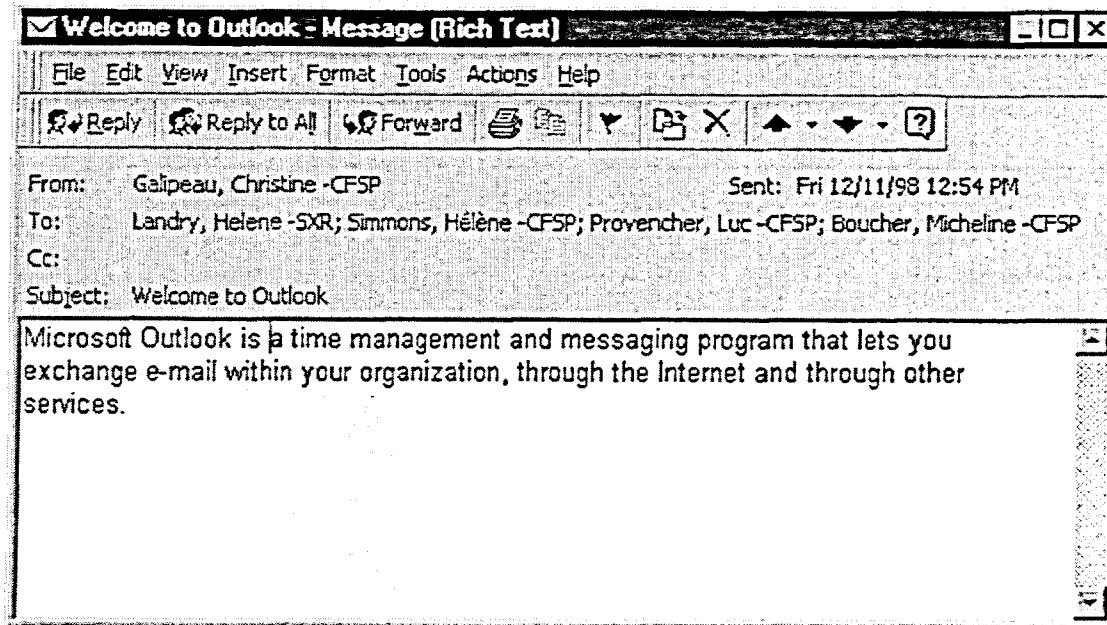 Welcome to Outlook - Message (Rich Text)
File Edit View Insert Format Tools Actions Help
Reply Reply to All Forward
From: Galipeau, Christine -CFSP Sent: Fri 12/11/98 12:54 PM
To: Landry, Helene -SXR; Simmons, Hélène -CFSP; Provencher, Luc -CFSP; Boucher, Micheline -CFSP
Cc:
Subject: Welcome to Outlook
Microsoft Outlook is a time management and messaging program that lets you
exchange e-mail within your organization, through the Internet and through other
services.